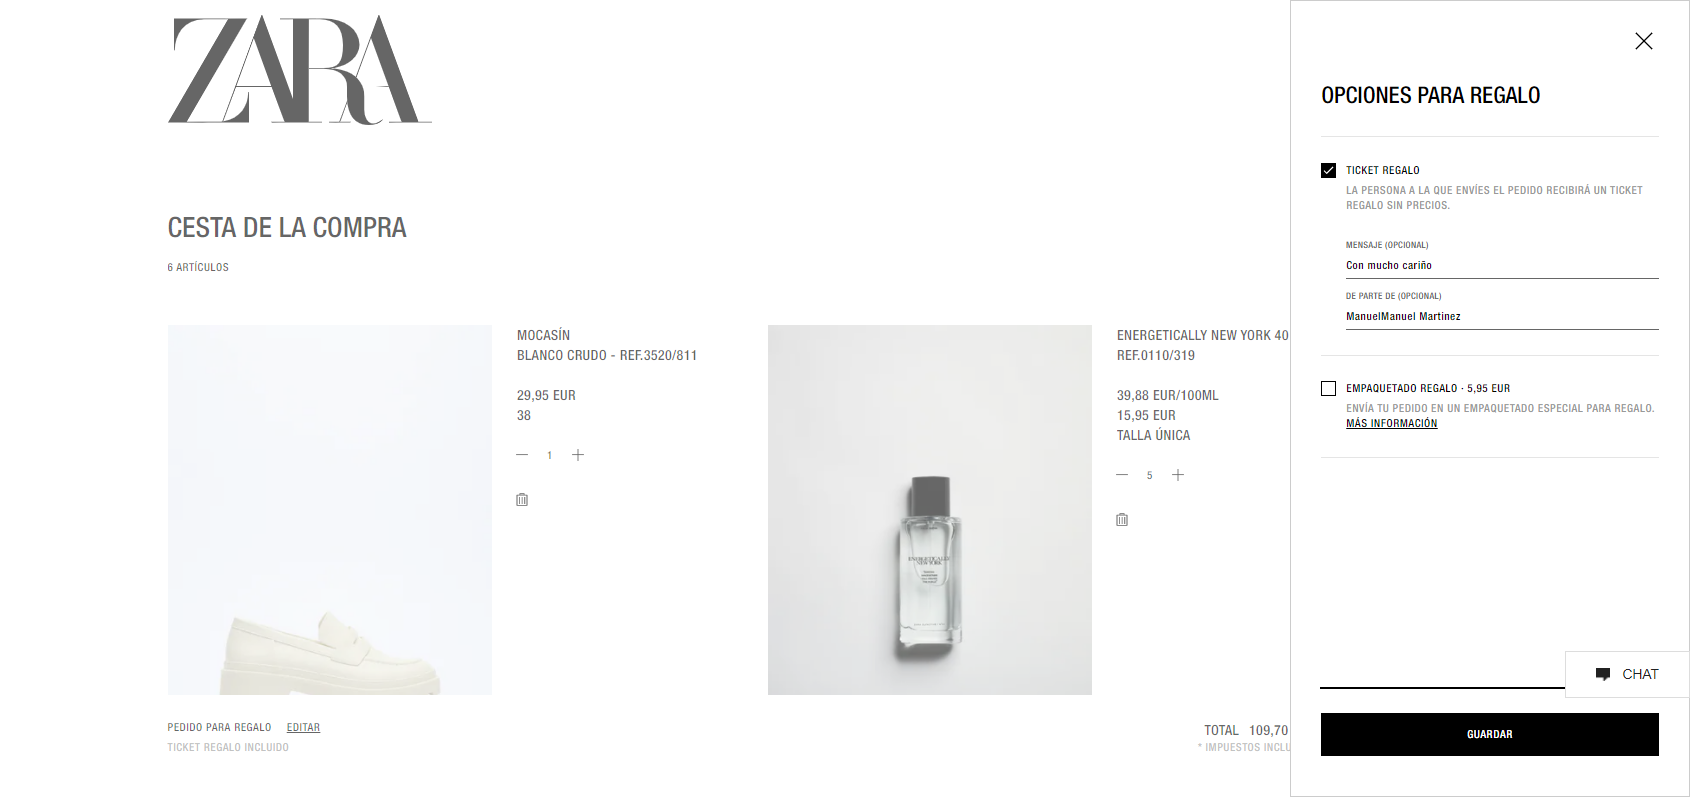 ZARA
CESTA DE LA COMPRA
6 ARTÍCULOS
MOCASÍN
BLANCO CRUDO - REF.3520/811
29,95 EUR
38
1
ENERGETICALLY NEW YORK 40
REF.0110/319
39,88 EUR/100ML
15,95 EUR
TALLA ÚNICA
5
ENERGETICALLY
NEW YORK
PEDIDO PARA REGALO EDITAR
TICKET REGALO INCLUIDO
TOTAL 109,70
* IMPUESTOS INCLU
OPCIONES PARA REGALO
TICKET REGALO
LA PERSONA A LA QUE ENVÍES EL PEDIDO RECIBIRÁ UN TICKET
REGALO SIN PRECIOS.
MENSAJE (OPCIONAL)
Con mucho cariño
DE PARTE DE (OPCIONAL)
ManuelManuel Martinez
EMPAQUETADO REGALO · 5,95 EUR
ENVÍA TU PEDIDO EN UN EMPAQUETADO ESPECIAL PARA REGALO.
MÁS INFORMACIÓN
CHAT
GUARDAR